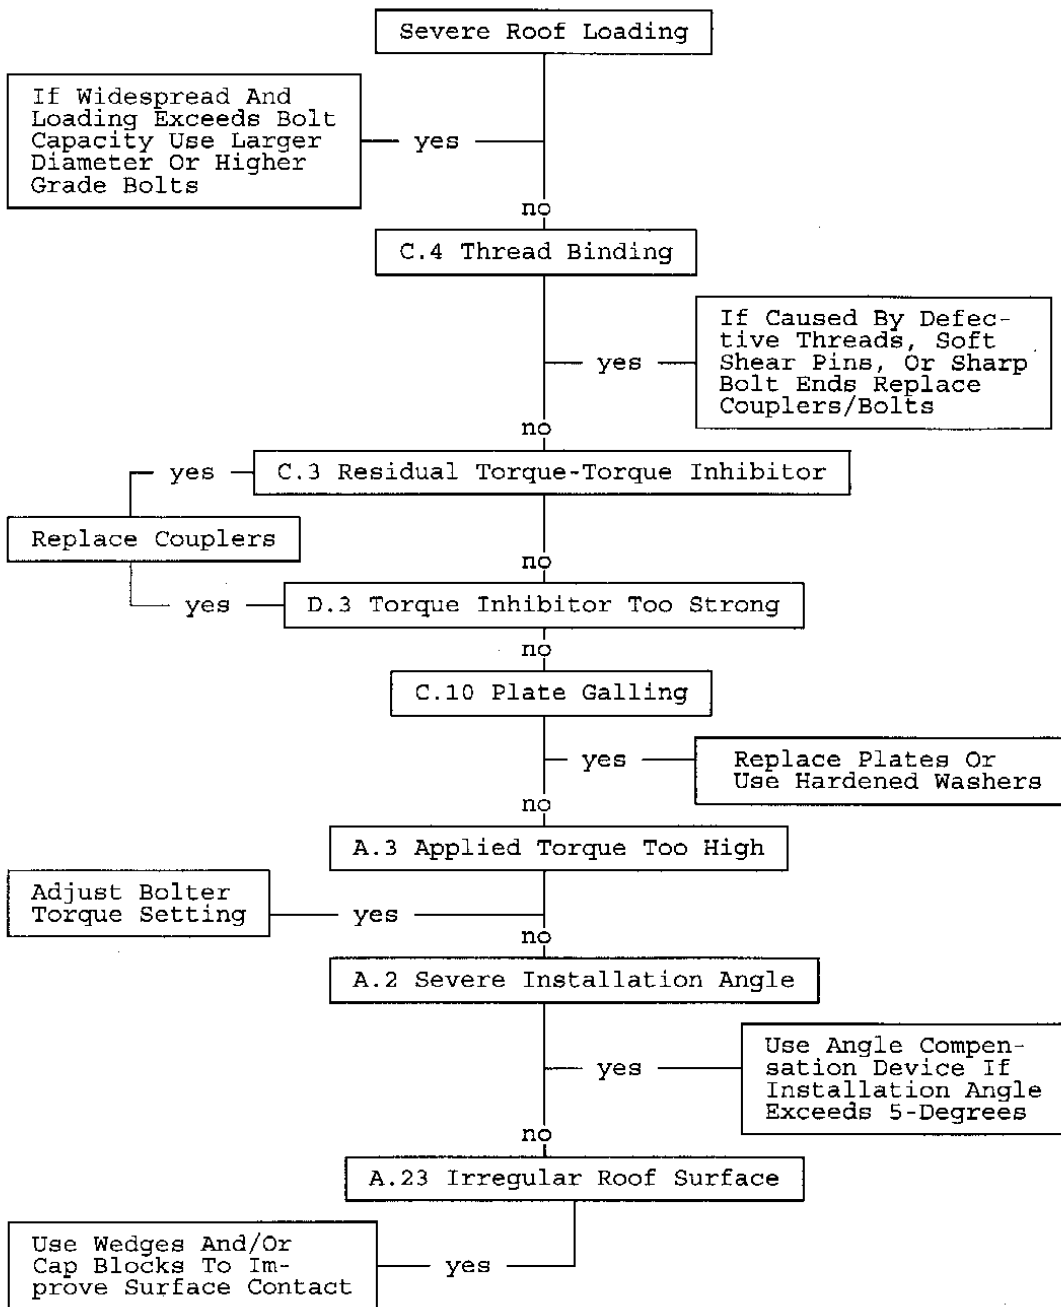 Severe Roof Loading
If Widespread And
Loading Exceeds Bolt
Capacity Use Larger
Diameter Or Higher
Grade Bolts
yes
no
C.4 Thread Binding
If Caused By Defec-
tive Threads, Soft
Shear Pins, Or Sharp
Bolt Ends Replace
Couplers/Bolts
yes
no
yes
C.3 Residual Torque-Torque Inhibitor
Replace Couplers
no
yes
D.3 Torque Inhibitor Too Strong
no
C.10 Plate Galling
yes
Replace Plates Or
Use Hardened Washers
no
A.3 Applied Torque Too High
Adjust Bolter
Torque Setting
yes
no
A.2 Severe Installation Angle
yes
Use Angle Compen-
sation Device If
Installation Angle
Exceeds 5-Degrees
no
A.23 Irregular Roof Surface
Use Wedges And/Or
Cap Blocks To Im-
prove Surface Contact
yes